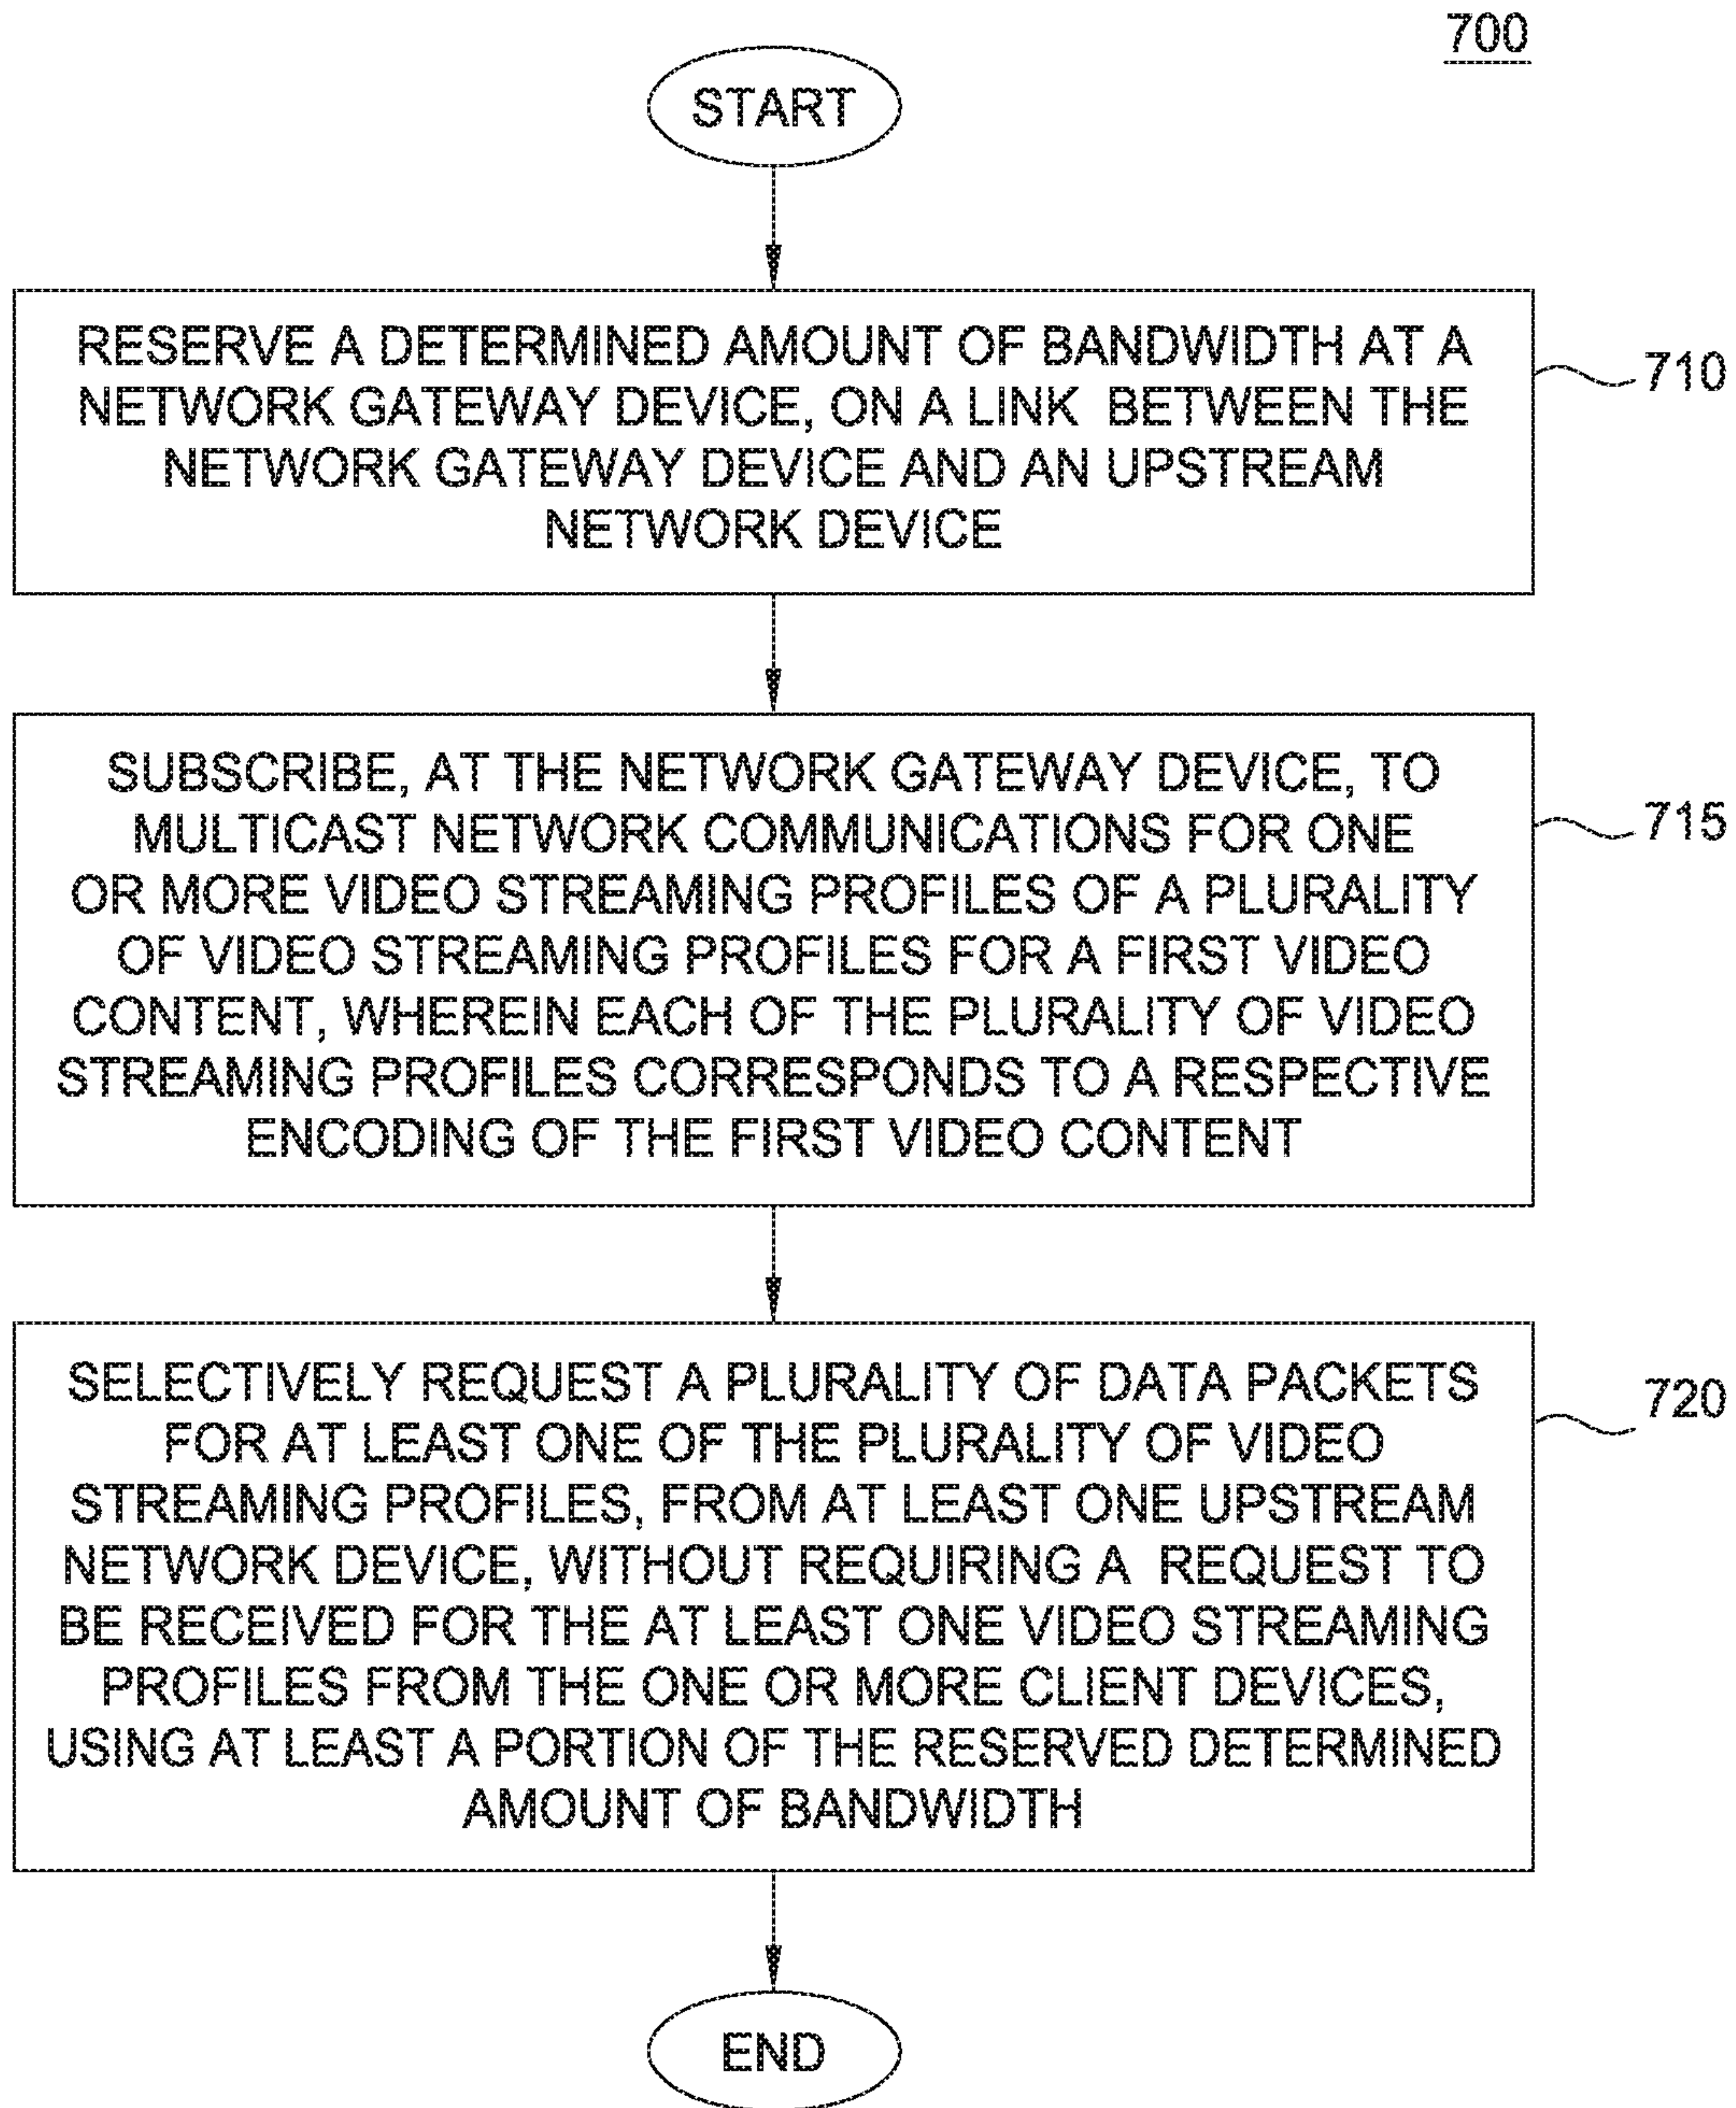 700
START
RESERVE A DETERMINED AMOUNT OF BANDWIDTH AT A
NETWORK GATEWAY DEVICE, ON A LINK BETWEEN THE
NETWORK GATEWAY DEVICE AND AN UPSTREAM
NETWORK DEVICE
710
SUBSCRIBE, AT THE NETWORK GATEWAY DEVICE, TO
MULTICAST NETWORK COMMUNICATIONS FOR ONE
OR MORE VIDEO STREAMING PROFILES OF A PLURALITY
OF VIDEO STREAMING PROFILES FOR A FIRST VIDEO
CONTENT, WHEREIN EACH OF THE PLURALITY OF VIDEO
STREAMING PROFILES CORRESPONDS TO A RESPECTIVE
ENCODING OF THE FIRST VIDEO CONTENT
715
SELECTIVELY REQUEST A PLURALITY OF DATA PACKETS
FOR AT LEAST ONE OF THE PLURALITY OF VIDEO
STREAMING PROFILES, FROM AT LEAST ONE UPSTREAM
NETWORK DEVICE, WITHOUT REQUIRING A REQUEST TO
BE RECEIVED FOR THE AT LEAST ONE VIDEO STREAMING
PROFILES FROM THE ONE OR MORE CLIENT DEVICES,
USING AT LEAST A PORTION OF THE RESERVED DETERMINED
AMOUNT OF BANDWIDTH
720
END